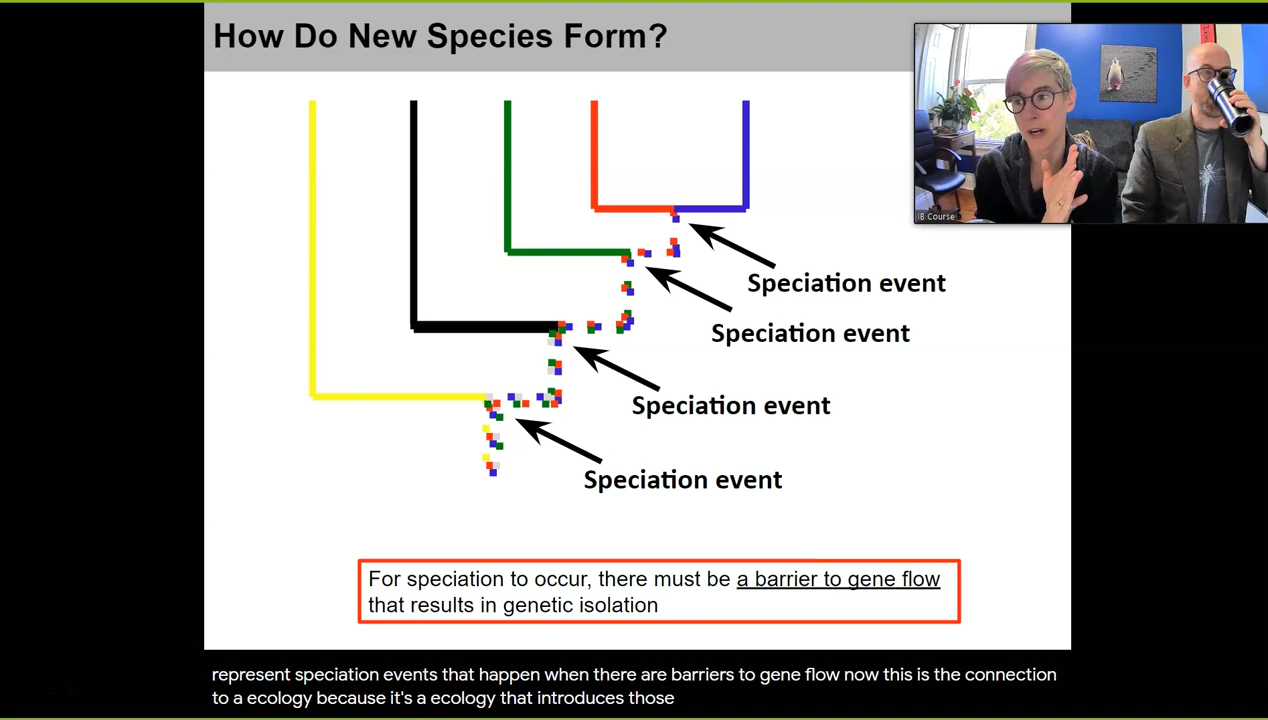 How Do New Species Form?
IB Course
Speciation event
Speciation event
Speciation event
Speciation event
For speciation to occur, there must be a barrier to gene flow
that results in genetic isolation
represent speciation events that happen when there are barriers to gene flow now this is the connection
to a ecology because it's a ecology that introduces those